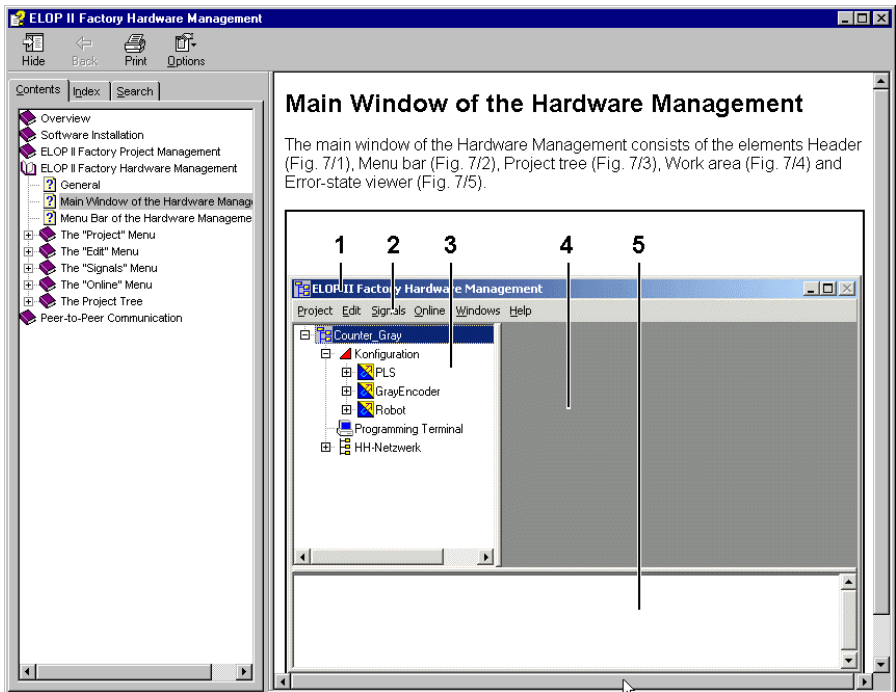 ELOP II Factory Hardware Management
Hide Back Print Options
Contents Index Search
Overview
Software Installation
ELOP II Factory Project Management
ELOP II Factory Hardware Management
General
Main Window of the Hardware Manag
Menu Bar of the Hardware Manageme
The "Project" Menu
The "Edit" Menu
The "Signals" Menu
The "Online" Menu
The Project Tree
Peer-to-Peer Communication
Main Window of the Hardware Management
The main window of the Hardware Management consists of the elements Header
(Fig. 7/1), Menu bar (Fig. 7/2), Project tree (Fig. 7/3), Work area (Fig. 7/4) and
Error-state viewer (Fig. 7/5).
1 2 3 4 5
ELOP II Factory Hardware Management
Project Edit Signals Online Windows Help
Counter_Gray
Konfiguration
PLS
GrayEncoder
Robot
Programming Terminal
HH-Netzwerk